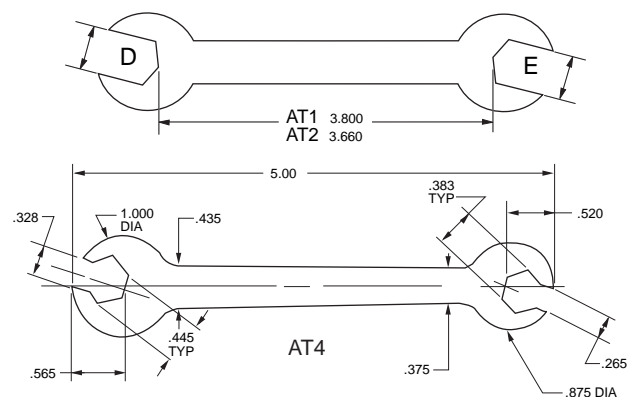 D
E
AT1 3.800
AT2 3.660
5.00
.383
TYP
.520
.328
1.000
DIA
.435
.445
TYP
AT4
.565
.375
.265
.875 DIA